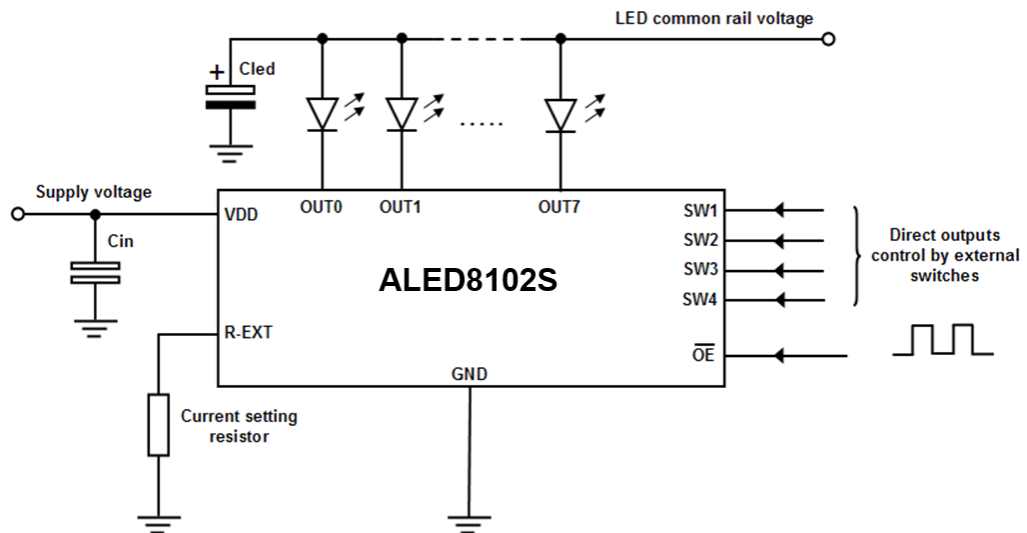 LED common rail voltage
+
Cled
.....
Supply voltage
OUT0
OUT1
OUT7
VDD
SW1
Cin
SW2
Direct outputs
control by external
switches
SW3
ALED8102S
SW4
R-EXT
OE
GND
Current setting
resistor